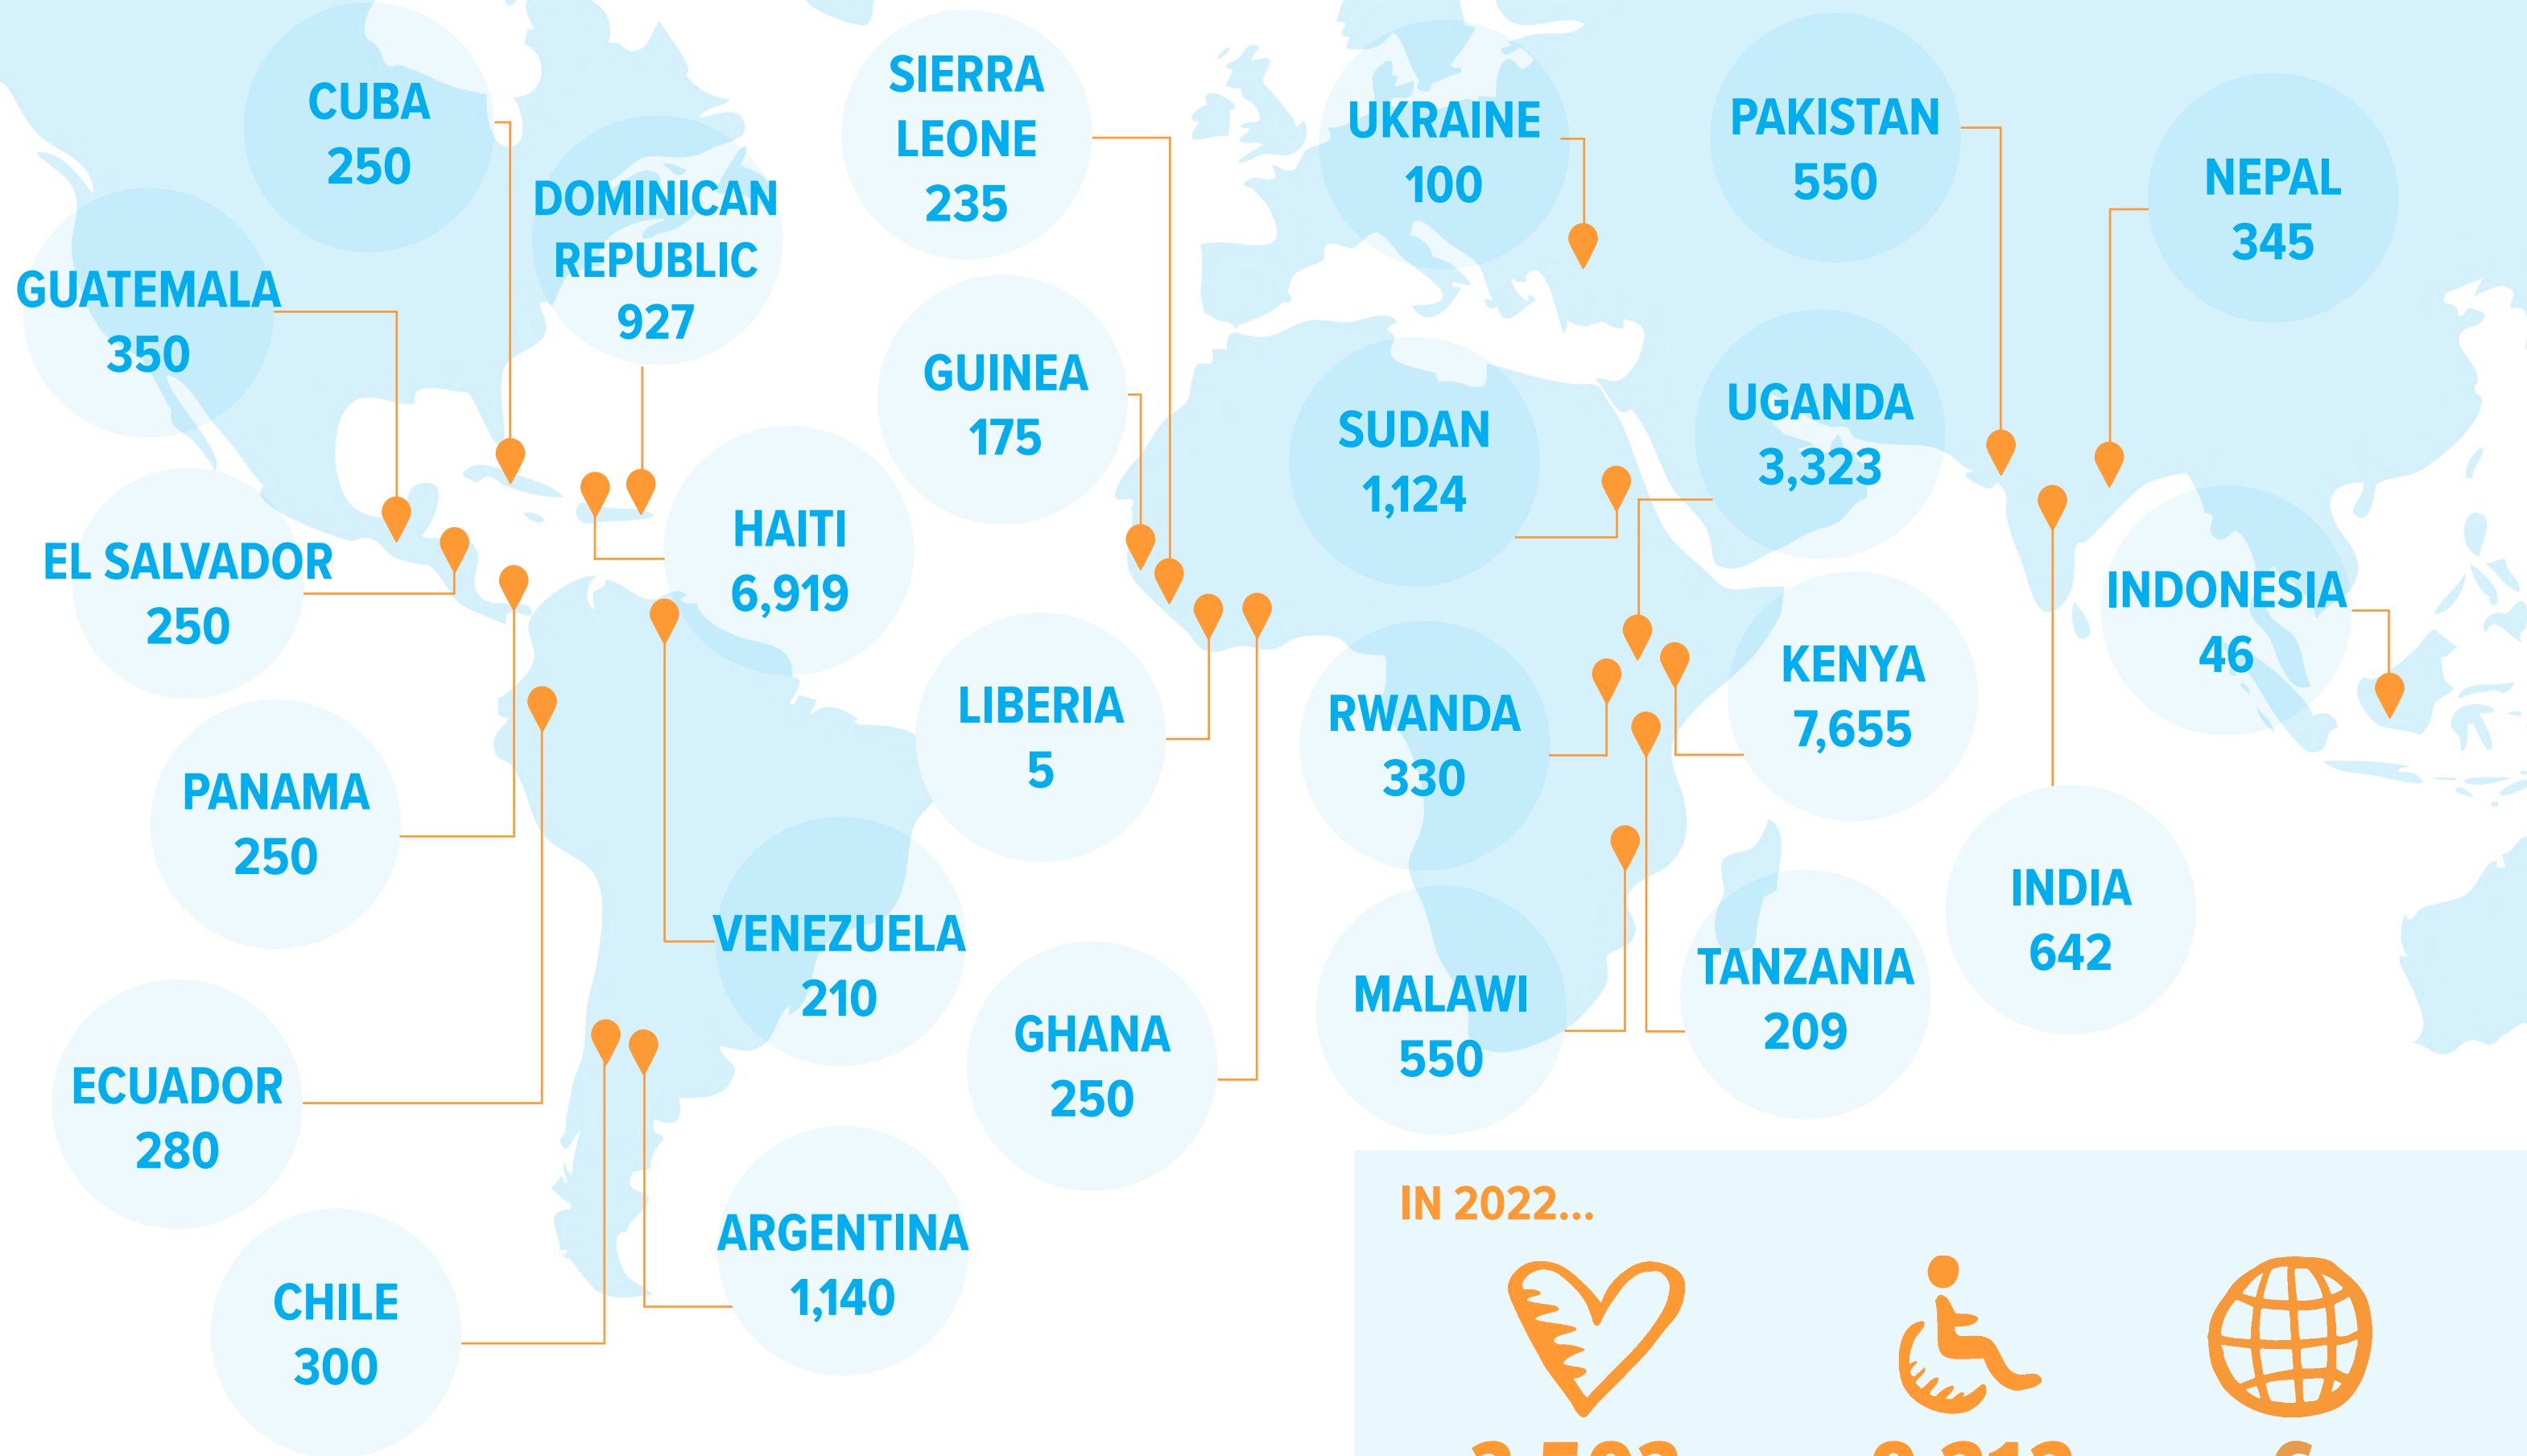 CUBA
250
GUATEMALA
350
DOMINICAN
REPUBLIC
927
SIERRA
LEONE
235
UKRAINE
100
PAKISTAN
550
NEPAL
345
GUINEA
175
SUDAN
1,124
UGANDA
3,323
EL SALVADOR
250
HAITI
6,919
INDONESIA
46
LIBERIA
5
RWANDA
330
KENYA
7,655
PANAMA
250
VENEZUELA
210
INDIA
642
MALAWI
550
TANZANIA
209
GHANA
250
ECUADOR
280
ARGENTINA
1,140
CHILE
300
IN 2022...